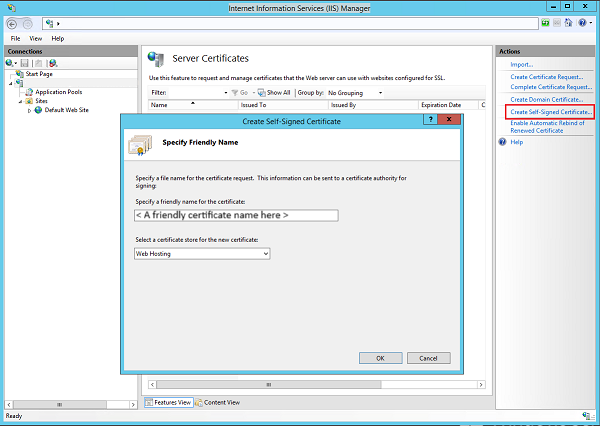 Internet Information Services (IIS) Manager
File View Help
Connections
Start Page
Application Pools
Sites
Default Web Site
Server Certificates
Use this feature to request and manage certificates that the Web server can use with websites configured for SSL.
Filter: Go Show All Group by: No Grouping
Name Issued To Issued By Expiration Date C
Create Self-Signed Certificate
? X
Specify Friendly Name
Specify a file name for the certificate request. This information can be sent to a certificate authority for
signing:
Specify a friendly name for the certificate:
< A friendly certificate name here >
Select a certificate store for the new certificate:
Web Hosting
OK Cancel
Features View Content View
Actions
Import...
Create Certificate Request...
Complete Certificate Request...
Create Domain Certificate...
Create Self-Signed Certificate...
Enable Automatic Rebind of
Renewed Certificate
Help
Ready